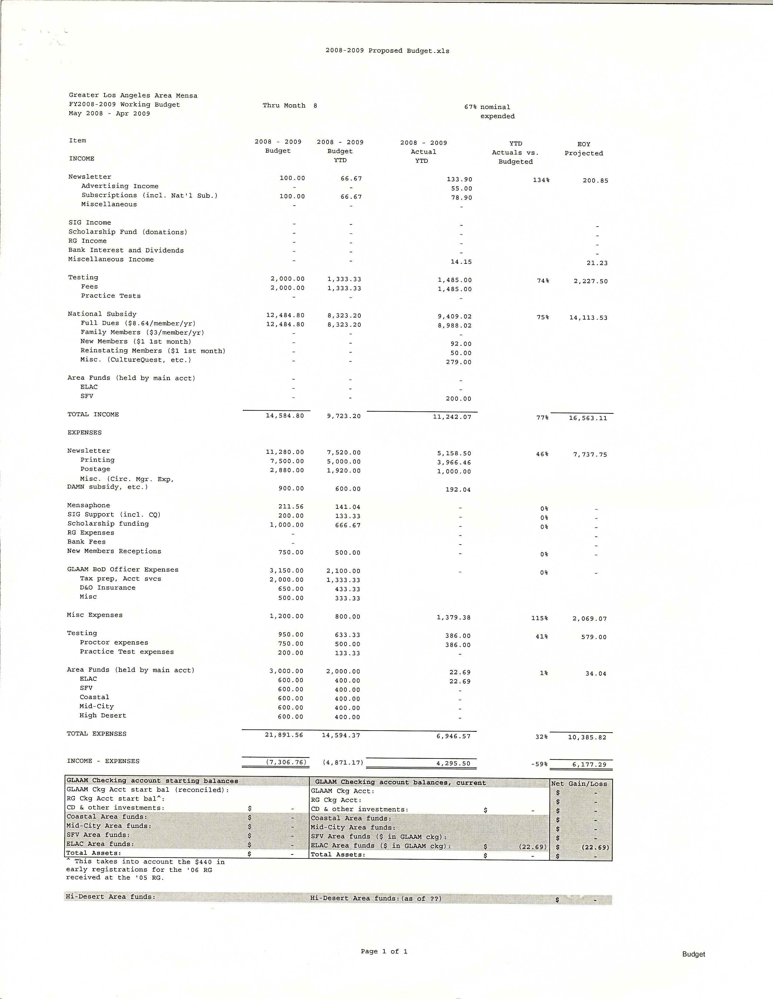 2008-2009 Proposed Budget.xls
Greater Los Angeles Area Mensa
FY2008-2009 Working Budget Thru Month 8 67% nominal
May 2008 - Apr 2009 expended
Item 2008 - 2009 2008 - 2009 2008 - 2009 YTD EOY
Budget Budget Actual Actuals vs. Projected
INCOME YTD YTD Budgeted
Newsletter 100.00 66.67 133.90 134% 200.85
Advertising Income - - 55.00
Subscriptions (incl. Nat'l Sub.) 100.00 66.67 78.90
Miscellaneous - - -
SIG Income - - - -
Scholarship Fund (donations) - - - -
RG Income - - - -
Bank Interest and Dividends - - - -
Miscellaneous Income - - 14.15 21.23
Testing 2,000.00 1,333.33 1,485.00 74% 2,227.50
Fees 2,000.00 1,333.33 1,485.00
Practice Tests - - -
National Subsidy 12,484.80 8,323.20 9,409.02 75% 14,113.53
Full Dues ($8.64/member/yr) 12,484.80 8,323.20 8,988.02
Family Members ($3/member/yr) - - -
New Members ($1 1st month) - - 92.00
Reinstating Members ($1 1st month) - - 50.00
Misc. (CultureQuest, etc.) - - 279.00
Area Funds (held by main acct) - - -
ELAC - - -
SFV - - 200.00
TOTAL INCOME 14,584.80 9,723.20 11,242.07 77% 16,563.11
EXPENSES
Newsletter 11,280.00 7,520.00 5,158.50 46% 7,737.75
Printing 7,500.00 5,000.00 3,966.46
Postage 2,880.00 1,920.00 1,000.00
Misc. (Circ. Mgr. Exp,
DAMN subsidy, etc.) 900.00 600.00 192.04
Mensaphone 211.56 141.04 - 0% -
SIG Support (incl. CQ) 200.00 133.33 - 0% -
Scholarship funding 1,000.00 666.67 - 0% -
RG Expenses - - -
Bank Fees - - -
New Members Receptions 750.00 500.00 - 0% -
GLAAM BoD Officer Expenses 3,150.00 2,100.00 - 0% -
Tax prep, Acct svcs 2,000.00 1,333.33
D&O Insurance 650.00 433.33
Misc 500.00 333.33
Misc Expenses 1,200.00 800.00 1,379.38 115% 2,069.07
Testing 950.00 633.33 386.00 41% 579.00
Proctor expenses 750.00 500.00 386.00
Practice Test expenses 200.00 133.33 -
Area Funds (held by main acct) 3,000.00 2,000.00 22.69 1% 34.04
ELAC 600.00 400.00 22.69
SFV 600.00 400.00 -
Coastal 600.00 400.00 -
Mid-City 600.00 400.00 -
High Desert 600.00 400.00 -
TOTAL EXPENSES 21,891.56 14,594.37 6,946.57 32% 10,385.82
INCOME - EXPENSES (7,306.76) (4,871.17) 4,295.50 -59% 6,177.29
GLAAM Checking account starting balances GLAAM Checking account balances, current Net Gain/Loss
GLAAM Ckg Acct start bal (reconciled): GLAAM Ckg Acct: $ -
RG Ckg Acct start bal^: RG Ckg Acct: $ -
CD & other investments: $ - CD & other investments: $ - $ -
Coastal Area funds: $ - Coastal Area funds: $ -
Mid-City Area funds: $ - Mid-City Area funds: $ -
SFV Area funds: $ - SFV Area funds ($ in GLAAM ckg): $ -
ELAC Area funds: $ - ELAC Area funds ($ in GLAAM ckg): $ (22.69) $ (22.69)
Total Assets: $ - Total Assets: $ - $ -
^ This takes into account the $440 in
early registrations for the '06 RG
received at the '05 RG.
Hi-Desert Area funds: Hi-Desert Area funds:(as of ??) $ -
Page 1 of 1
Budget